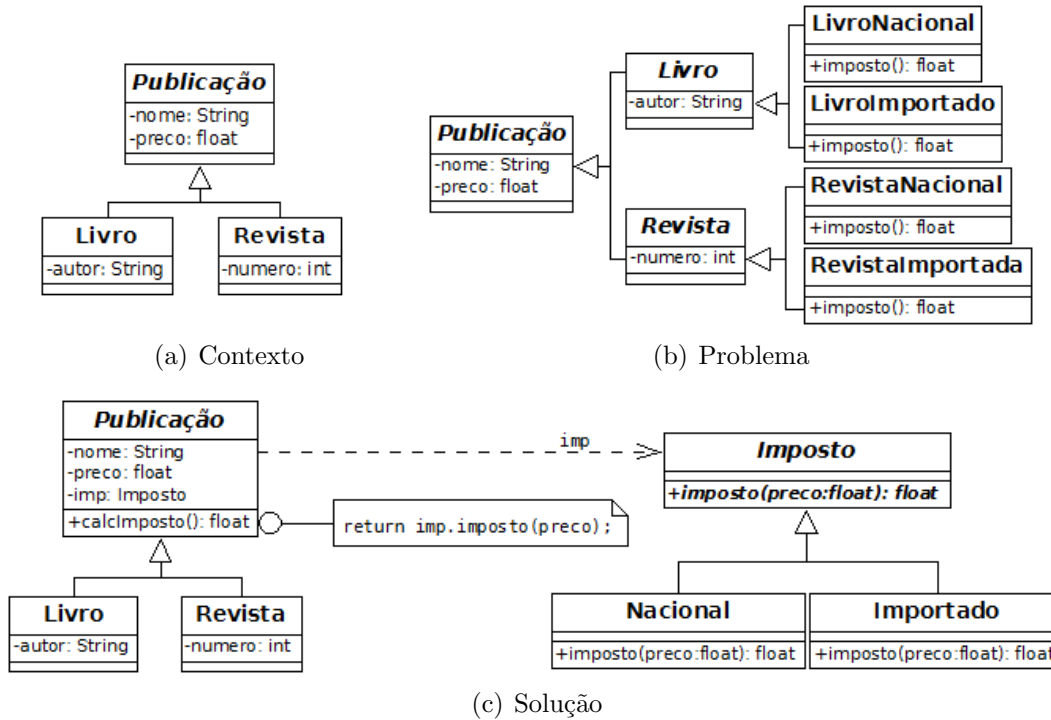 Publicação
-nome: String
-preco: float
Livro
-autor: String
Revista
-numero: int
(a) Contexto
Publicação
-nome: String
-preco: float
Livro
-autor: String
Revista
-numero: int
LivroNacional
+imposto(): float
LivroImportado
+imposto(): float
RevistaNacional
+imposto(): float
RevistaImportada
+imposto(): float
(b) Problema
Publicação
-nome: String
-preco: float
-imp: Imposto
+calcImposto(): float
return imp.imposto(preco);
imp
Imposto
+imposto(preco:float): float
Livro
-autor: String
Revista
-numero: int
Nacional
+imposto(preco:float): float
Importado
+imposto(preco:float): float
(c) Solução